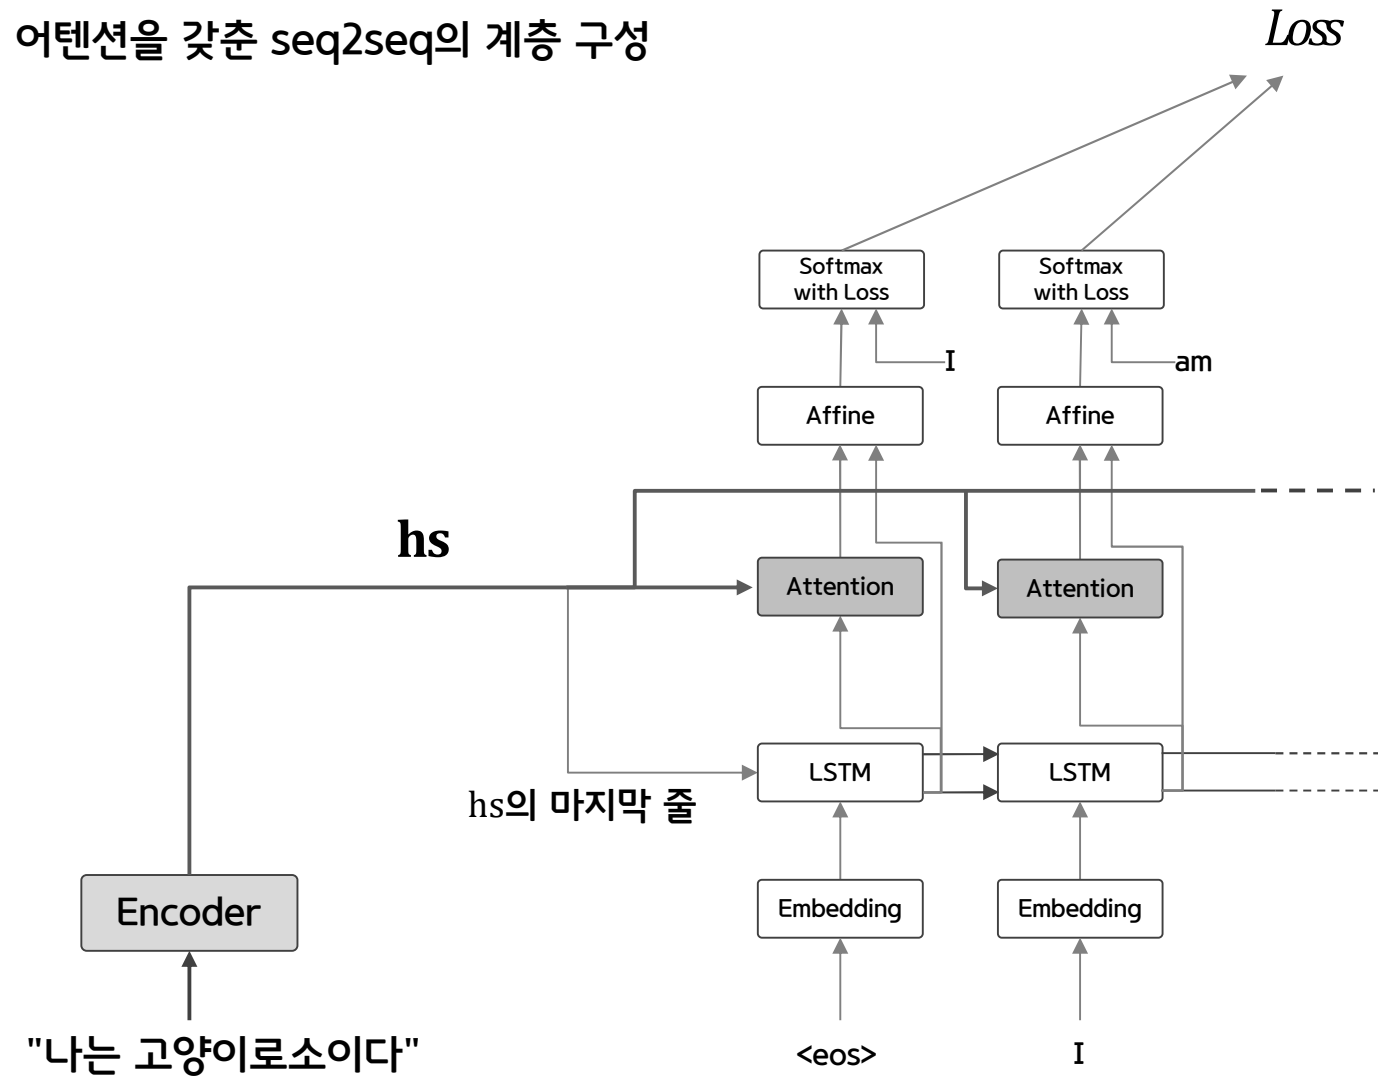 어텐션을 갖춘 seq2seq의 계층 구성
Loss
Softmax
with Loss
Softmax
with Loss
I
am
Affine
Affine
hs
Attention
Attention
LSTM
LSTM
hs의 마지막 줄
Encoder
Embedding
Embedding
"나는 고양이로소이다"
<eos>
I